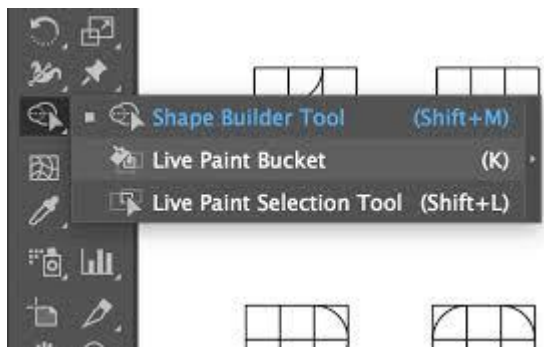 Shape Builder Tool (Shift+M)
Live Paint Bucket (K)
Live Paint Selection Tool (Shift+L)